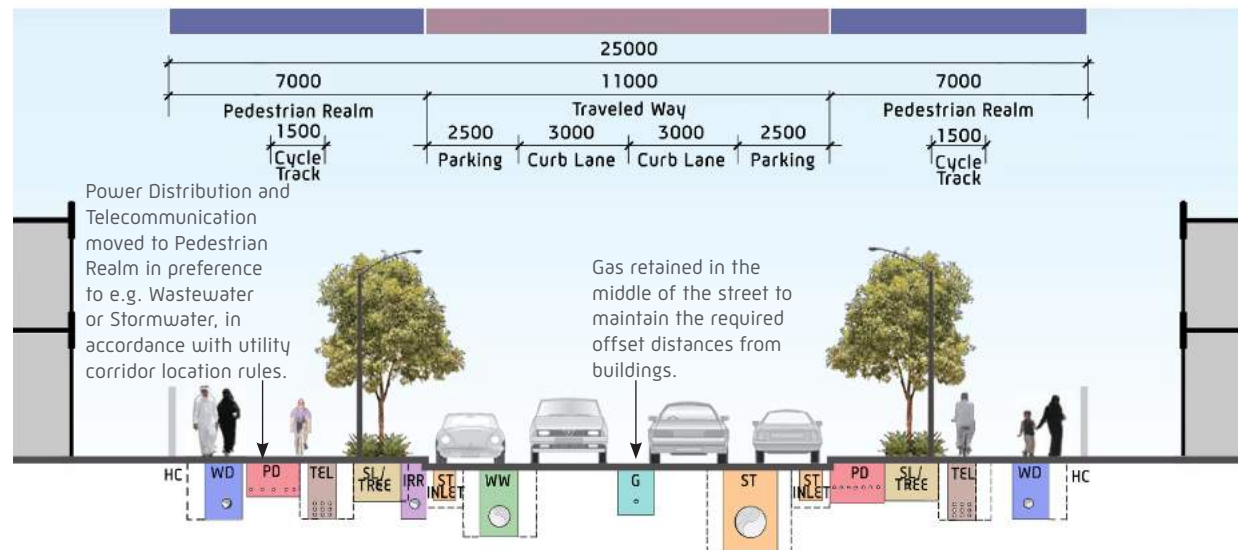 25000
7000
11000
7000
Pedestrian Realm
Traveled Way
Pedestrian Realm
1500
Cycle
Track
2500
Parking
3000
Curb Lane
3000
Curb Lane
2500
Parking
1500
Cycle
Track
Power Distribution and
Telecommunication
moved to Pedestrian
Realm in preference
to e.g. Wastewater
or Stormwater, in
accordance with utility
corridor location rules.
Gas retained in the
middle of the street to
maintain the required
offset distances from
buildings.
HC
WD
PD
TEL
SL/
TREE
IRR
ST
INLET
WW
G
ST
ST
INLET
PD
SL/
TREE
TEL
WD
HC